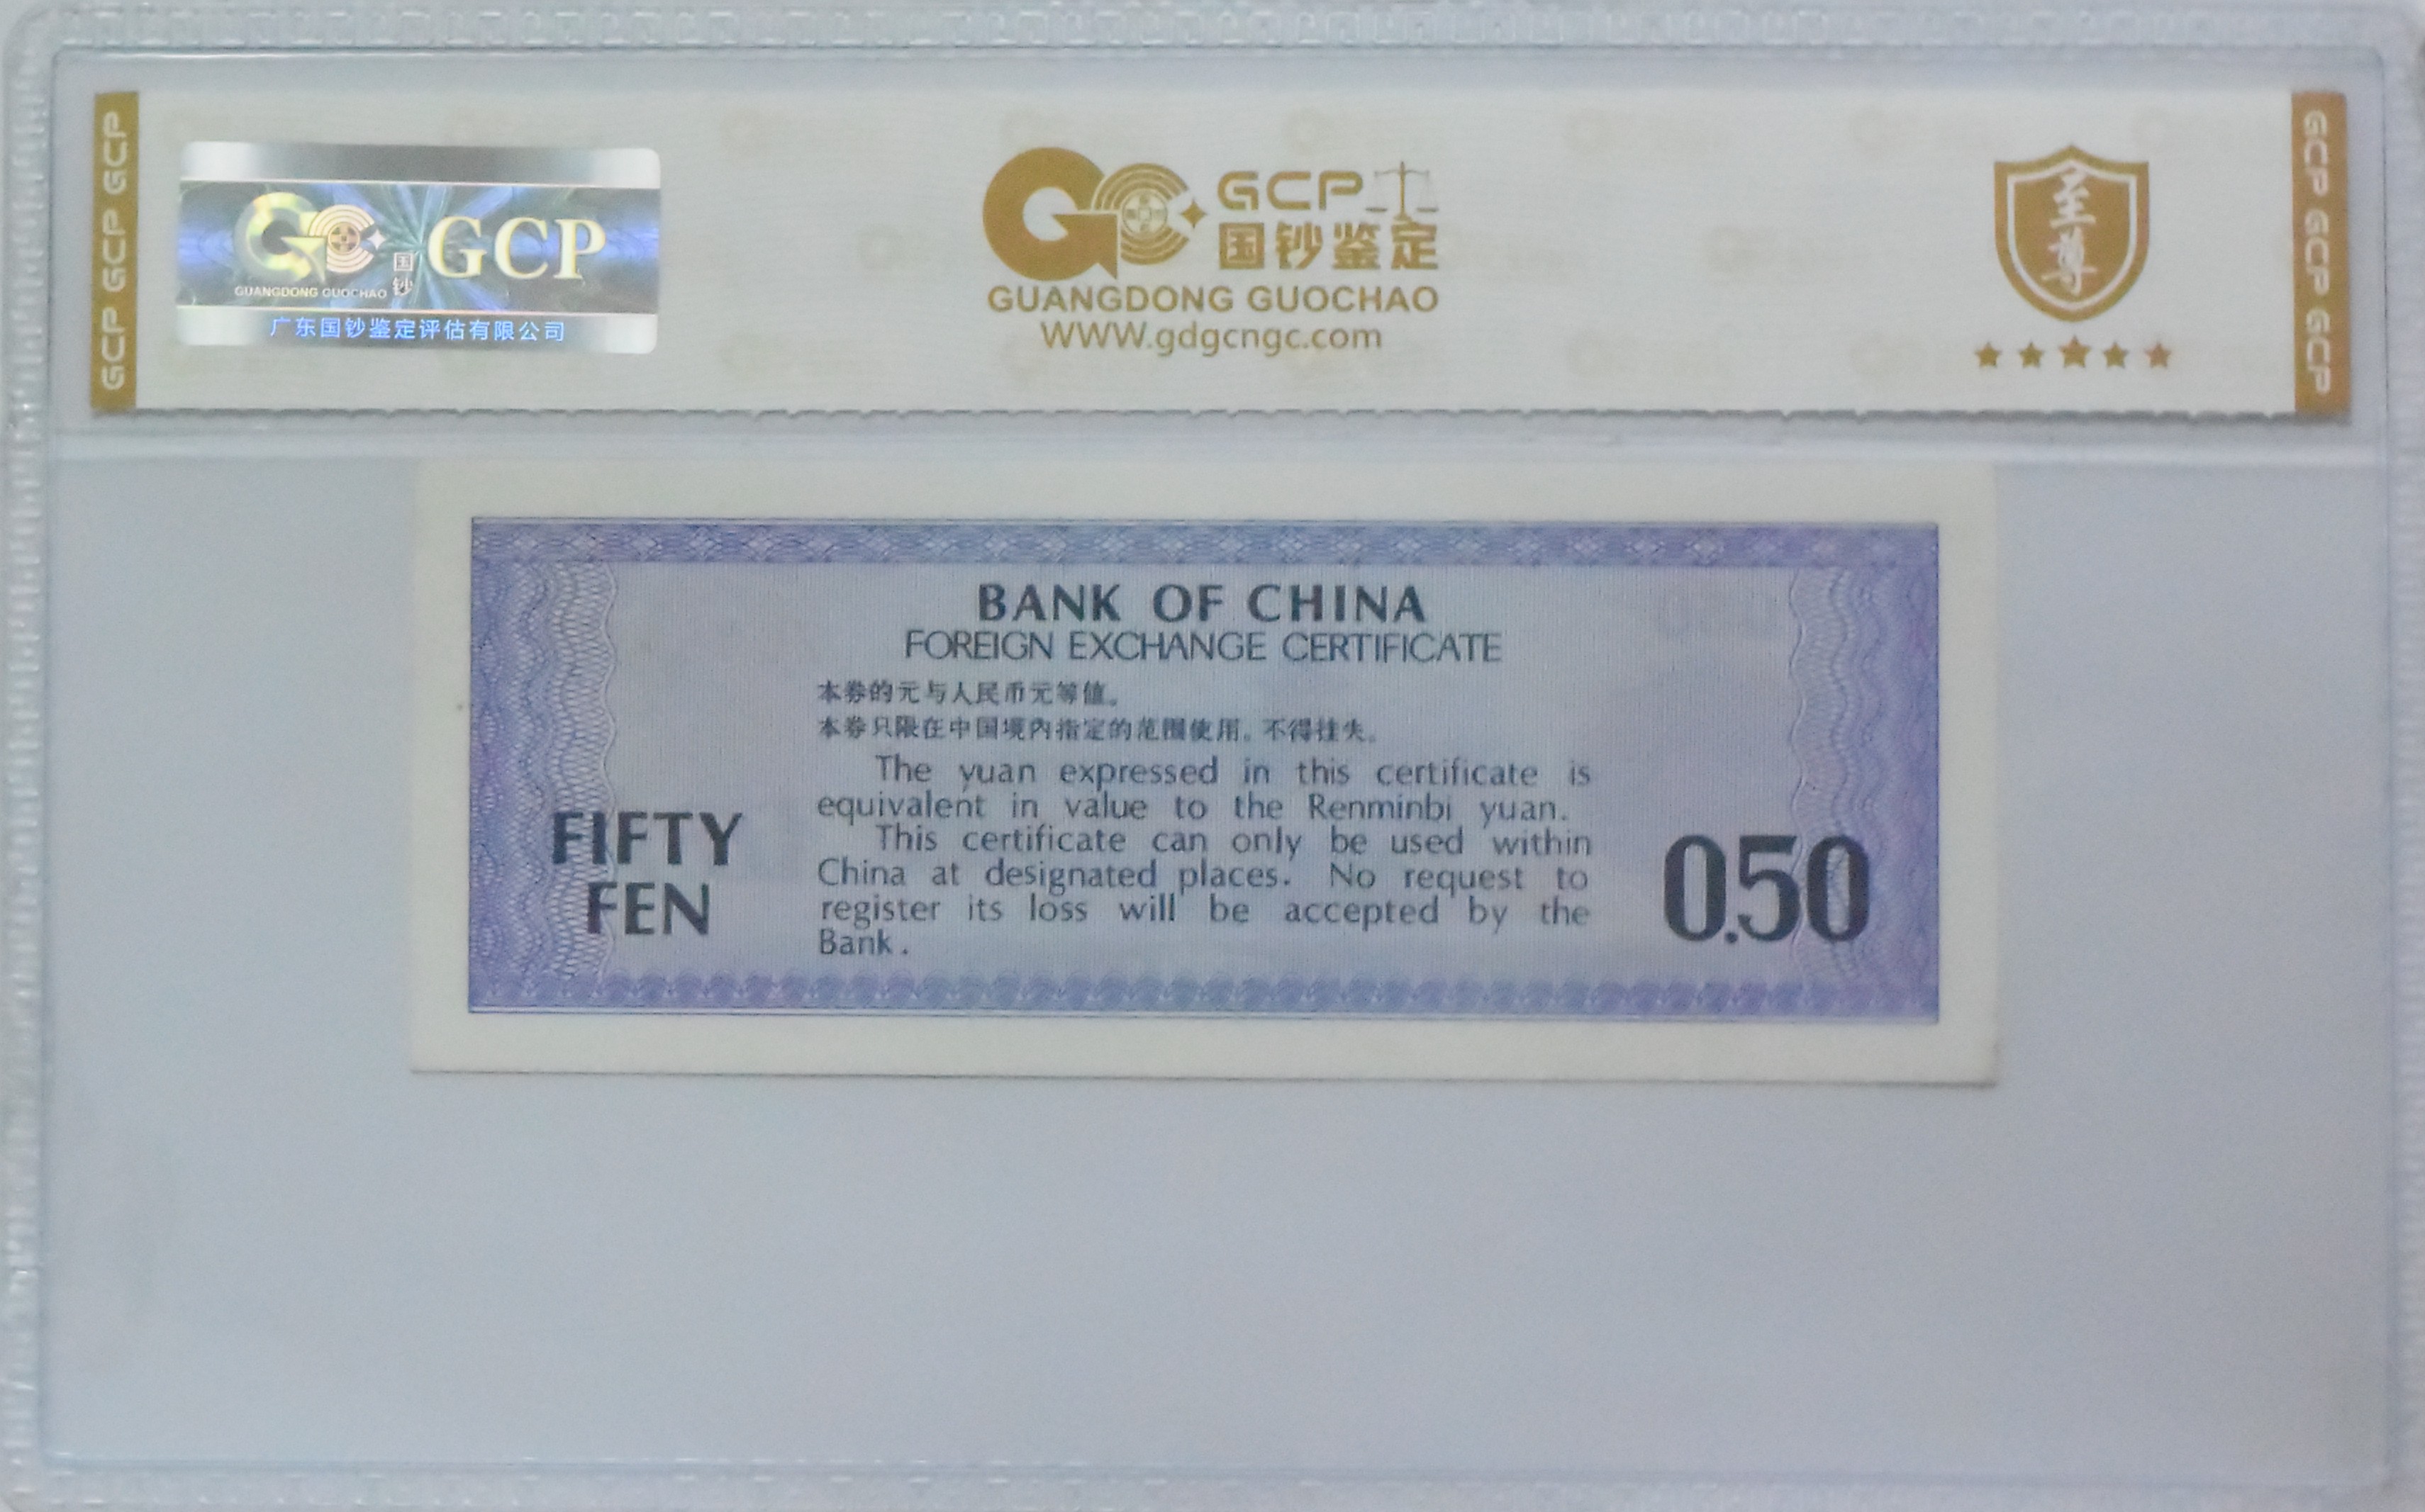 GCP GCP GCP
GCP
国钞
GUANGDONG GUOCHAO
广东国钞鉴定评估有限公司
GCP
国钞鉴定
GUANGDONG GUOCHAO
WWW.gdgcngc.com
至尊
GCP GCP GCP
BANK OF CHINA
FOREIGN EXCHANGE CERTIFICATE
本券的元与人民币元等值。
本券只限在中国境内指定的范围使用。不得挂失。
The yuan expressed in this certificate is
equivalent in value to the Renminbi yuan.
This certificate can only be used within
China at designated places. No request to
register its loss will be accepted by the
Bank.
FIFTY
FEN
0.50